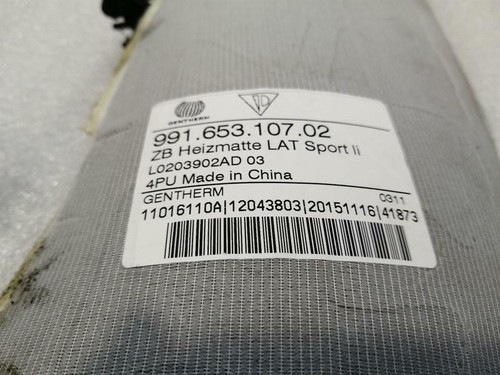 GENTHERM
991.653.107.02
ZB Heizmatte LAT Sport li
L0203902AD 03
4PU Made in China
GENTHERM 0311
11016110A|12043803|20151116|41873